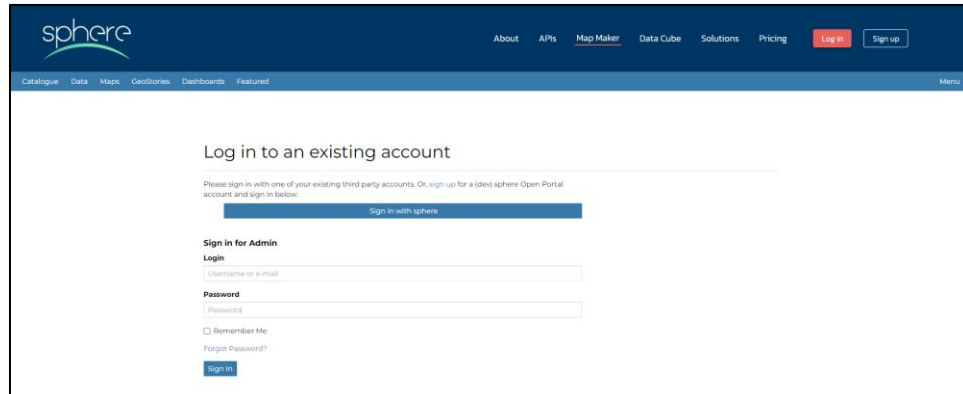 sphere
About APIs Map Maker Data Cube Solutions Pricing Log in Sign up
Catalogue Data Maps GeoStories Dashboards Featured Menu
Log in to an existing account
Please sign in with one of your existing third party accounts. Or, sign up for a (dev) sphere Open Portal
account and sign in below:
Sign in with sphere
Sign in for Admin
Login
Username or e-mail
Password
Password
Remember Me
Forgot Password?
Sign In